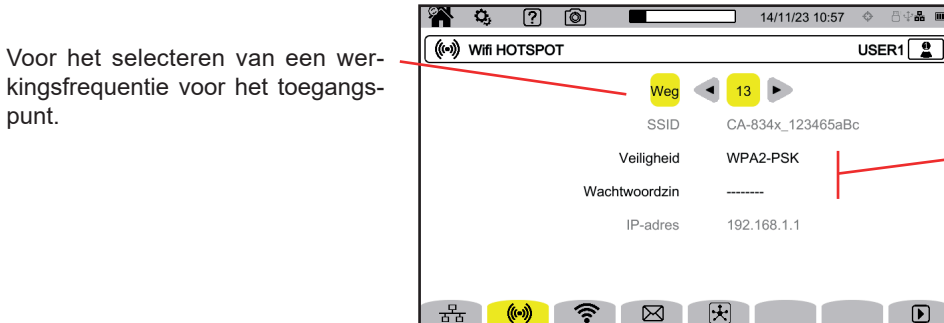 14/11/23 10:57
Wifi HOTSPOT USER1
Voor het selecteren van een wer-
kingsfrequentie voor het toegangs-
punt.
Weg 13
SSID CA-834x_123465aBc
Veiligheid WPA2-PSK
Wachtwoordzin --------
IP-adres 192.168.1.1